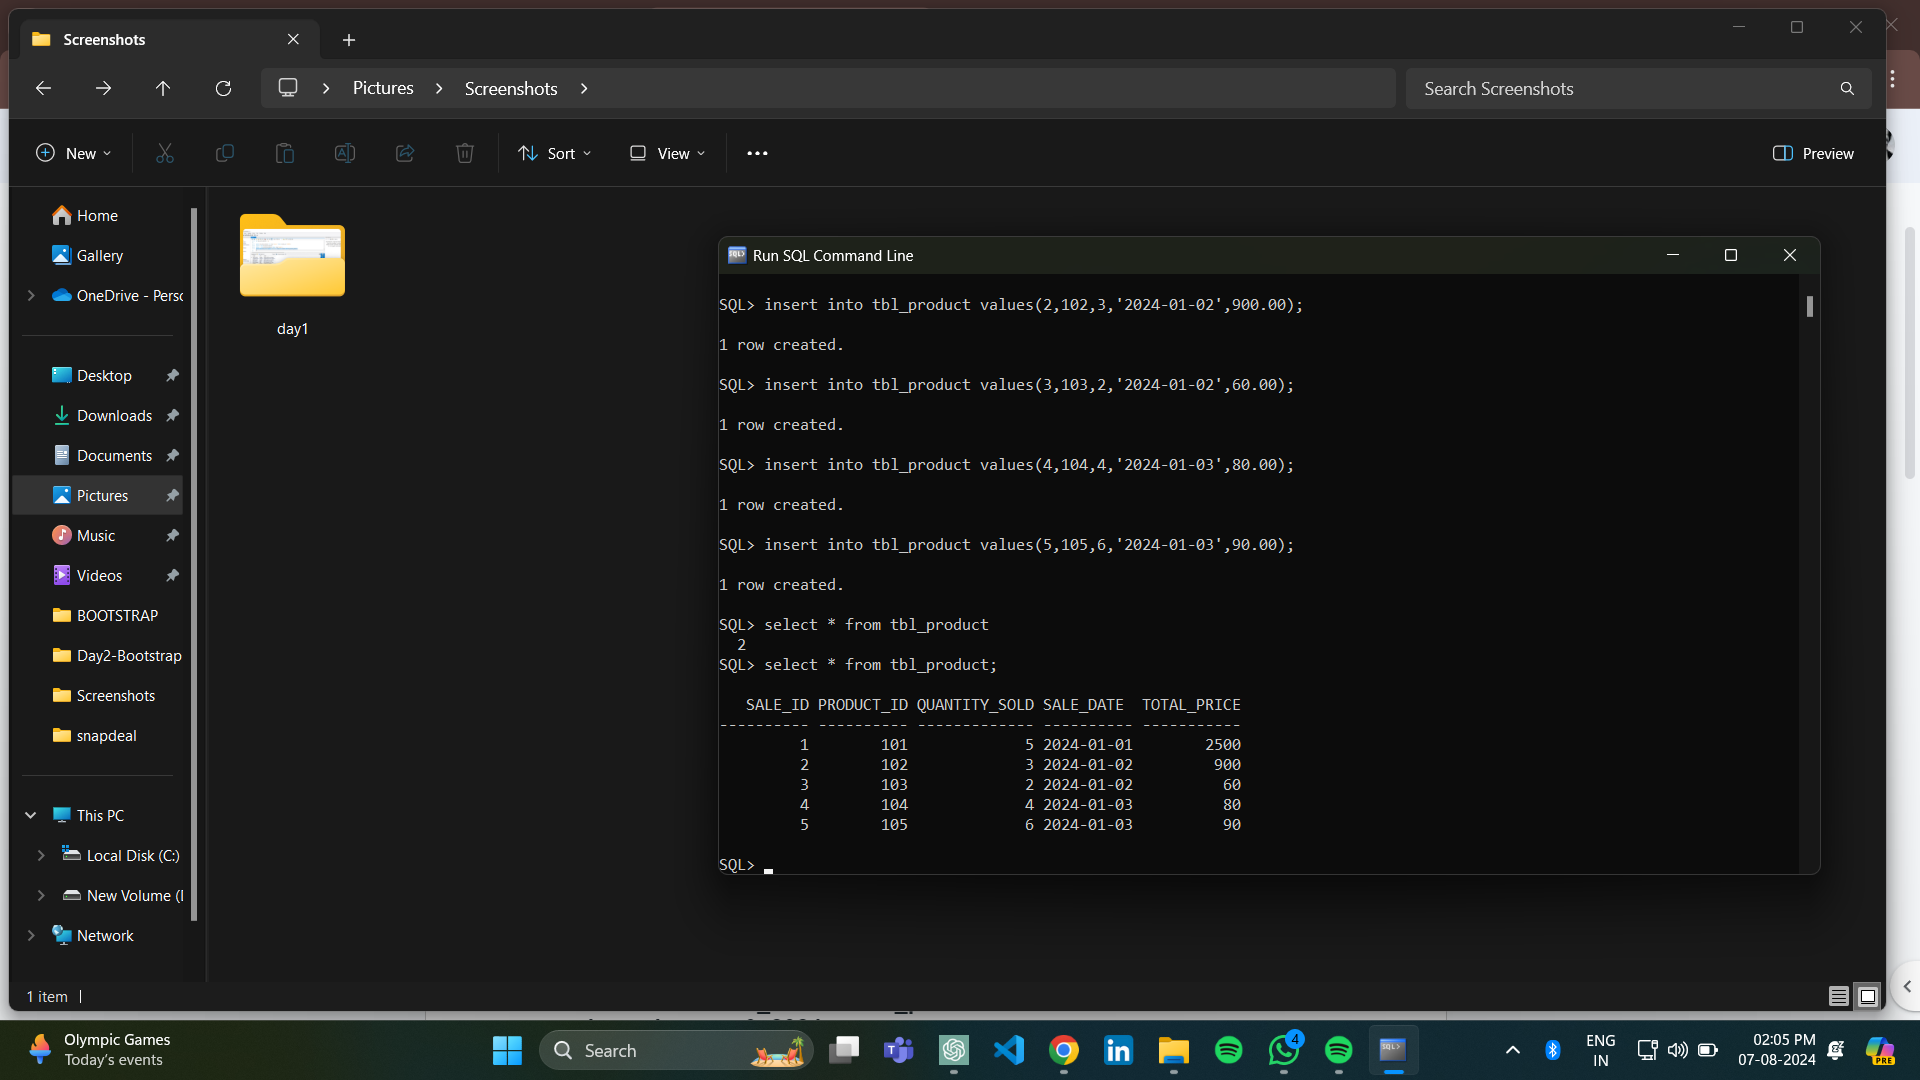 Screenshots
Pictures
Screenshots
Search Screenshots
New
Sort
View
Preview
Home
Gallery
OneDrive - Perso
Desktop
Downloads
Documents
Pictures
Music
Videos
BOOTSTRAP
Day2-Bootstrap
Screenshots
snapdeal
This PC
Local Disk (C:)
New Volume (
Network
day1
1 item
Run SQL Command Line
SQL> insert into tbl_product values(2,102,3,'2024-01-02',900.00);
1 row created.
SQL> insert into tbl_product values(3,103,2,'2024-01-02',60.00);
1 row created.
SQL> insert into tbl_product values(4,104,4,'2024-01-03',80.00);
1 row created.
SQL> insert into tbl_product values(5,105,6,'2024-01-03',90.00);
1 row created.
SQL> select * from tbl_product
2
SQL> select * from tbl_product;
SALE_ID PRODUCT_ID QUANTITY_SOLD SALE_DATE TOTAL_PRICE
---------- ---------- ------------- ---------- -----------
1 101 5 2024-01-01 2500
2 102 3 2024-01-02 900
3 103 2 2024-01-02 60
4 104 4 2024-01-03 80
5 105 6 2024-01-03 90
SQL>
Olympic Games
Today's events
Search
4
ENG
IN
02:05 PM
07-08-2024
PRE